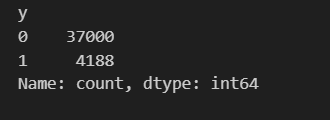 y
0    37000
1     4188
Name: count, dtype: int64